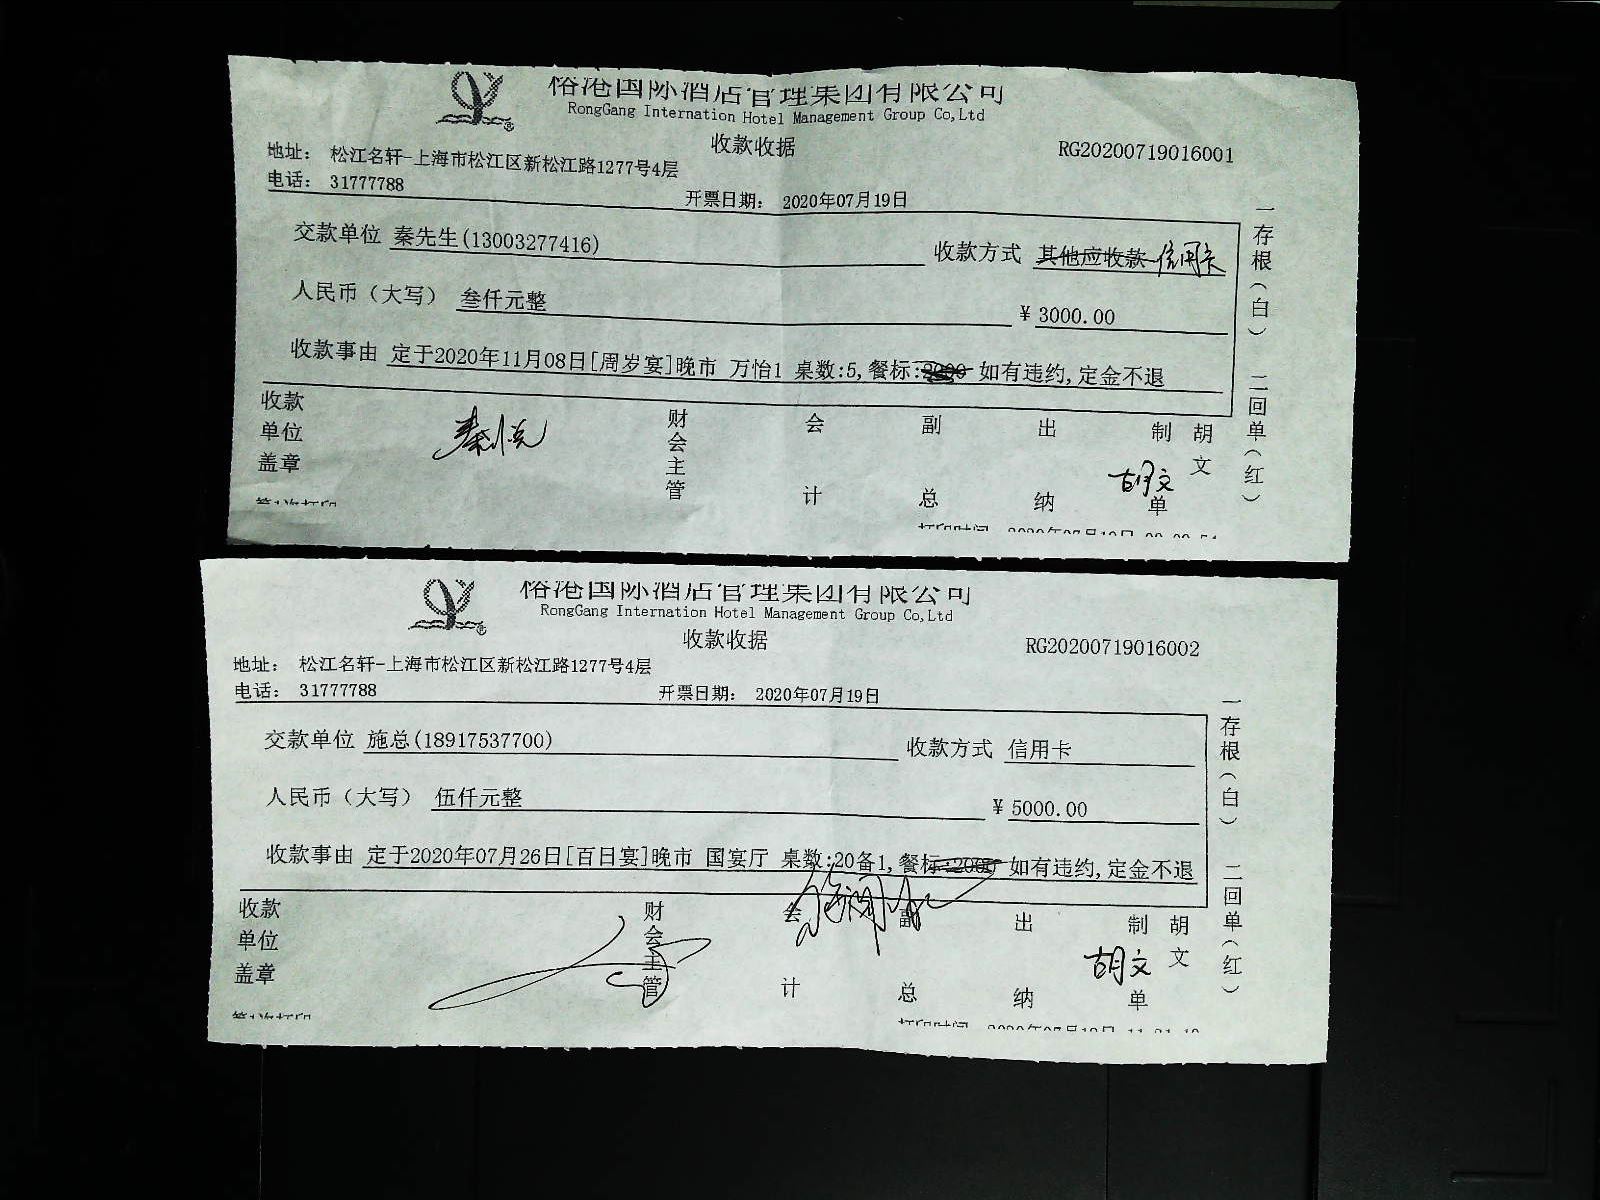 榕港国际酒店管理集团有限公司
RongGang Internation Hotel Management Group Co,Ltd
收款收据
RG20200719016001
地址： 松江名轩-上海市松江区新松江路1277号4层
电话： 31777788
开票日期： 2020年07月19日
交款单位 秦先生(13003277416)
收款方式 其他应收款 信用卡
人民币（大写） 叁仟元整
¥ 3000.00
收款事由 定于2020年11月08日[周岁宴]晚市 万怡1 桌数:5,餐标: 如有违约,定金不退
一存根（白） 二回单（红）
收款单位盖章
秦悦
财会主管
会计
副总
出纳
制单
胡文
胡文
第1次打印
榕港国际酒店管理集团有限公司
RongGang Internation Hotel Management Group Co,Ltd
收款收据
RG20200719016002
地址： 松江名轩-上海市松江区新松江路1277号4层
电话： 31777788
开票日期： 2020年07月19日
交款单位 施总(18917537700)
收款方式 信用卡
人民币（大写） 伍仟元整
¥ 5000.00
收款事由 定于2020年07月26日[百日宴]晚市 国宴厅 桌数:20备1,餐标:2000 如有违约,定金不退
一存根（白） 二回单（红）
收款单位盖章
财会主管
会计
副总
出纳
制单
胡文
胡文
第1次打印